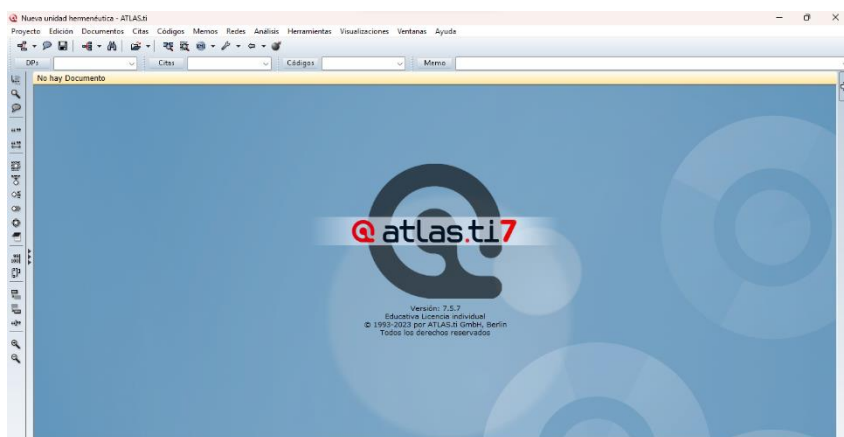 Nueva unidad hermenéutica - ATLAS.ti
Proyecto Edición Documentos Citas Códigos Memos Redes Análisis Herramientas Visualizaciones Ventanas Ayuda
DPs Citas Códigos Memo
No hay Documento
atlas.ti7
Versión: 7.5.7
Educativa Licencia individual
© 1993-2023 por ATLAS.ti GmbH, Berlin
Todos los derechos reservados